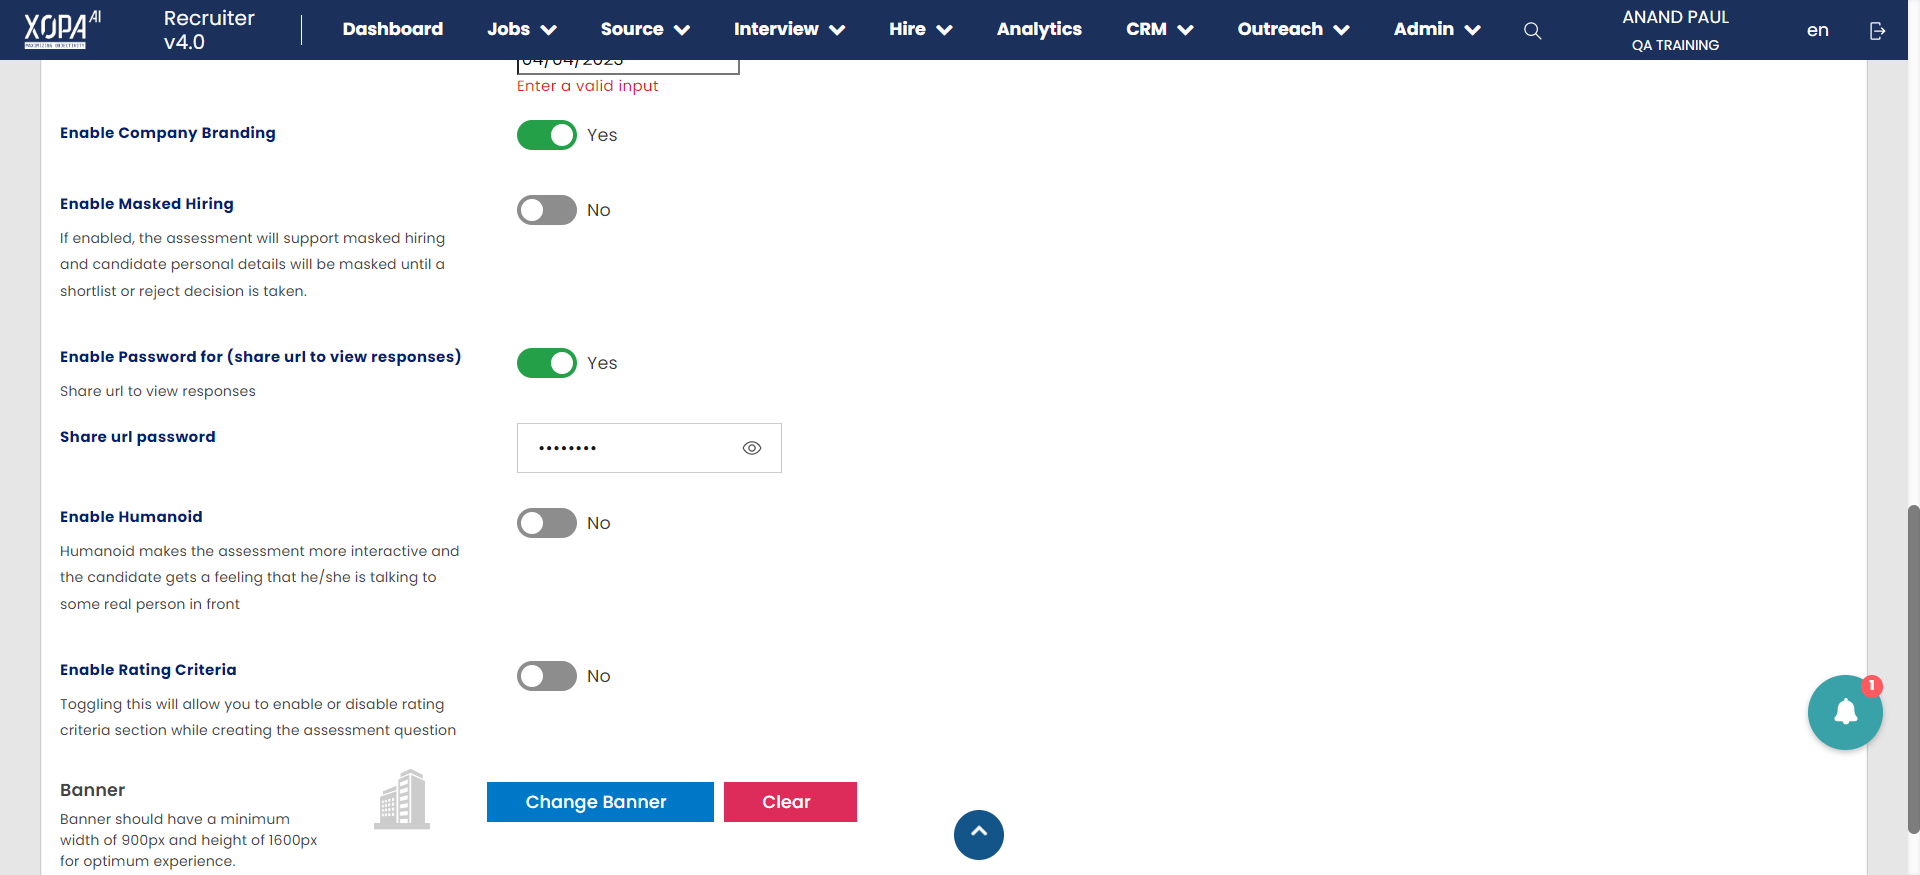 XOPA AI
MAXIMIZING OBJECTIVITY
Recruiter
v4.0
Dashboard
Jobs
Source
Interview
Hire
Analytics
CRM
Outreach
Admin
ANAND PAUL
QA TRAINING
en
04/04/2023
Enter a valid input
Enable Company Branding
Yes
Enable Masked Hiring
No
If enabled, the assessment will support masked hiring
and candidate personal details will be masked until a
shortlist or reject decision is taken.
Enable Password for (share url to view responses)
Yes
Share url to view responses
Share url password
••••••••
Enable Humanoid
No
Humanoid makes the assessment more interactive and
the candidate gets a feeling that he/she is talking to
some real person in front
Enable Rating Criteria
No
Toggling this will allow you to enable or disable rating
criteria section while creating the assessment question
1
Banner
Banner should have a minimum
width of 900px and height of 1600px
for optimum experience.
Change Banner
Clear